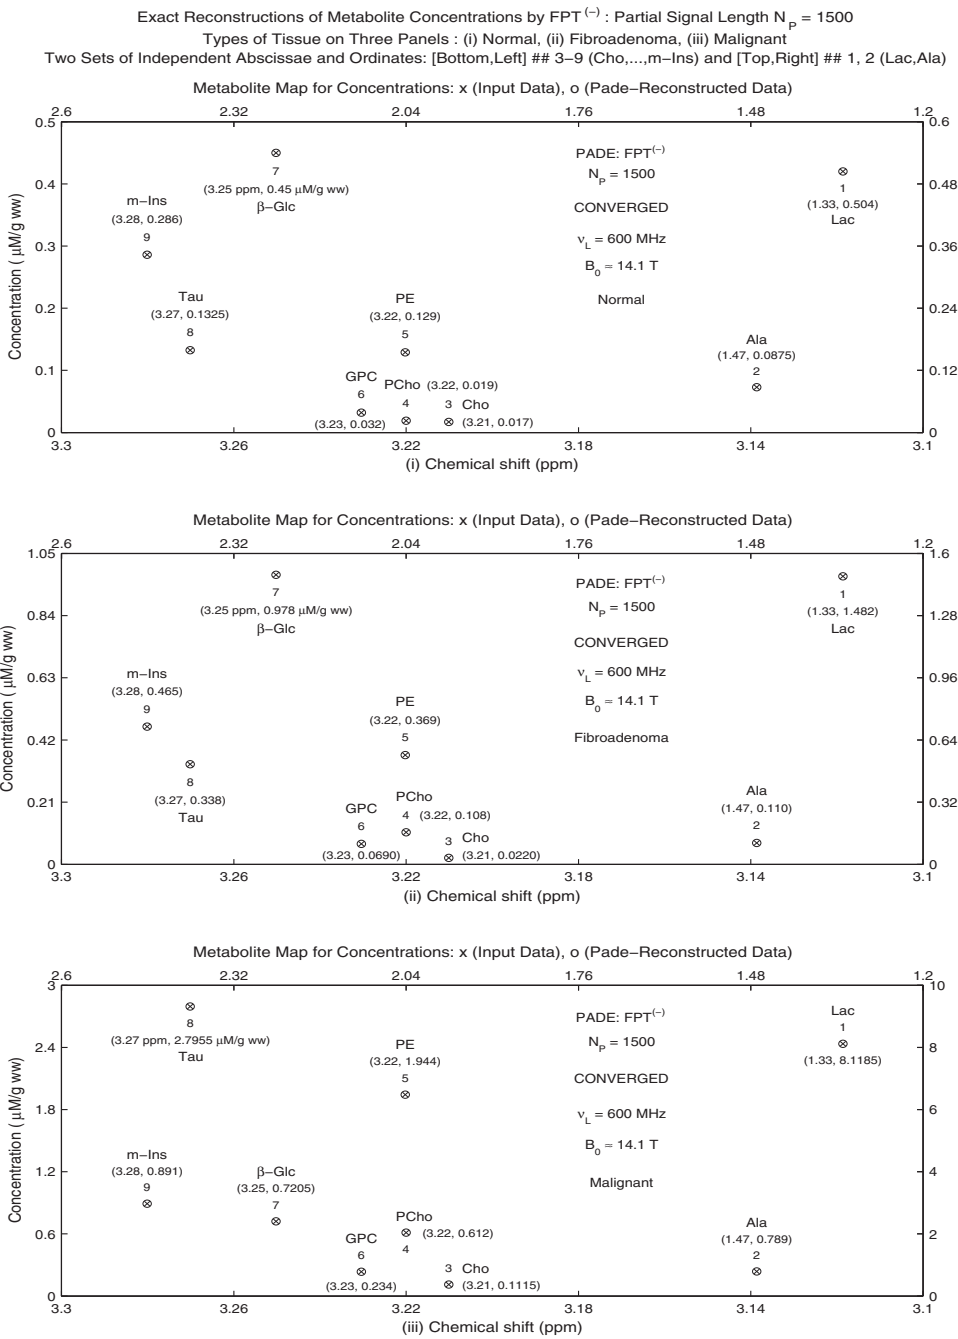 Exact Reconstructions of Metabolite Concentrations by FPT(−) : Partial Signal Length NP = 1500
Types of Tissue on Three Panels : (i) Normal, (ii) Fibroadenoma, (iii) Malignant
Two Sets of Independent Abscissae and Ordinates: [Bottom,Left] ## 3−9 (Cho,...,m−Ins) and [Top,Right] ## 1, 2 (Lac,Ala)
Metabolite Map for Concentrations: x (Input Data), o (Pade−Reconstructed Data)
2.6 2.32 2.04 1.76 1.48 1.2
0.5 0.4 0.3 0.2 0.1 0
Concentration ( μM/g ww)
0.6 0.48 0.36 0.24 0.12 0
7
(3.25 ppm, 0.45 μM/g ww)
β−Glc
m−Ins
(3.28, 0.286)
9
Tau
(3.27, 0.1325)
8
PE
(3.22, 0.129)
5
GPC
6
(3.23, 0.032)
PCho (3.22, 0.019)
4
3 Cho
(3.21, 0.017)
PADE: FPT(−)
NP = 1500
CONVERGED
νL = 600 MHz
B0 ≈ 14.1 T
Normal
1
(1.33, 0.504)
Lac
Ala
(1.47, 0.0875)
2
3.3 3.26 3.22 3.18 3.14 3.1
(i) Chemical shift (ppm)
Metabolite Map for Concentrations: x (Input Data), o (Pade−Reconstructed Data)
2.6 2.32 2.04 1.76 1.48 1.2
1.05 0.84 0.63 0.42 0.21 0
Concentration ( μM/g ww)
1.6 1.28 0.96 0.64 0.32 0
7
(3.25 ppm, 0.978 μM/g ww)
β−Glc
m−Ins
(3.28, 0.465)
9
8
(3.27, 0.338)
Tau
PE
(3.22, 0.369)
5
GPC
6
(3.23, 0.0690)
PCho
4 (3.22, 0.108)
3 Cho
(3.21, 0.0220)
PADE: FPT(−)
NP = 1500
CONVERGED
νL = 600 MHz
B0 ≈ 14.1 T
Fibroadenoma
1
(1.33, 1.482)
Lac
Ala
(1.47, 0.110)
2
3.3 3.26 3.22 3.18 3.14 3.1
(ii) Chemical shift (ppm)
Metabolite Map for Concentrations: x (Input Data), o (Pade−Reconstructed Data)
2.6 2.32 2.04 1.76 1.48 1.2
3 2.4 1.8 1.2 0.6 0
Concentration ( μM/g ww)
10 8 6 4 2 0
8
(3.27 ppm, 2.7955 μM/g ww)
Tau
PE
(3.22, 1.944)
5
m−Ins
(3.28, 0.891)
9
β−Glc
(3.25, 0.7205)
7
GPC
6
(3.23, 0.234)
PCho
(3.22, 0.612)
4
3 Cho
(3.21, 0.1115)
PADE: FPT(−)
NP = 1500
CONVERGED
νL = 600 MHz
B0 ≈ 14.1 T
Malignant
Lac
1
(1.33, 8.1185)
Ala
(1.47, 0.789)
2
3.3 3.26 3.22 3.18 3.14 3.1
(iii) Chemical shift (ppm)